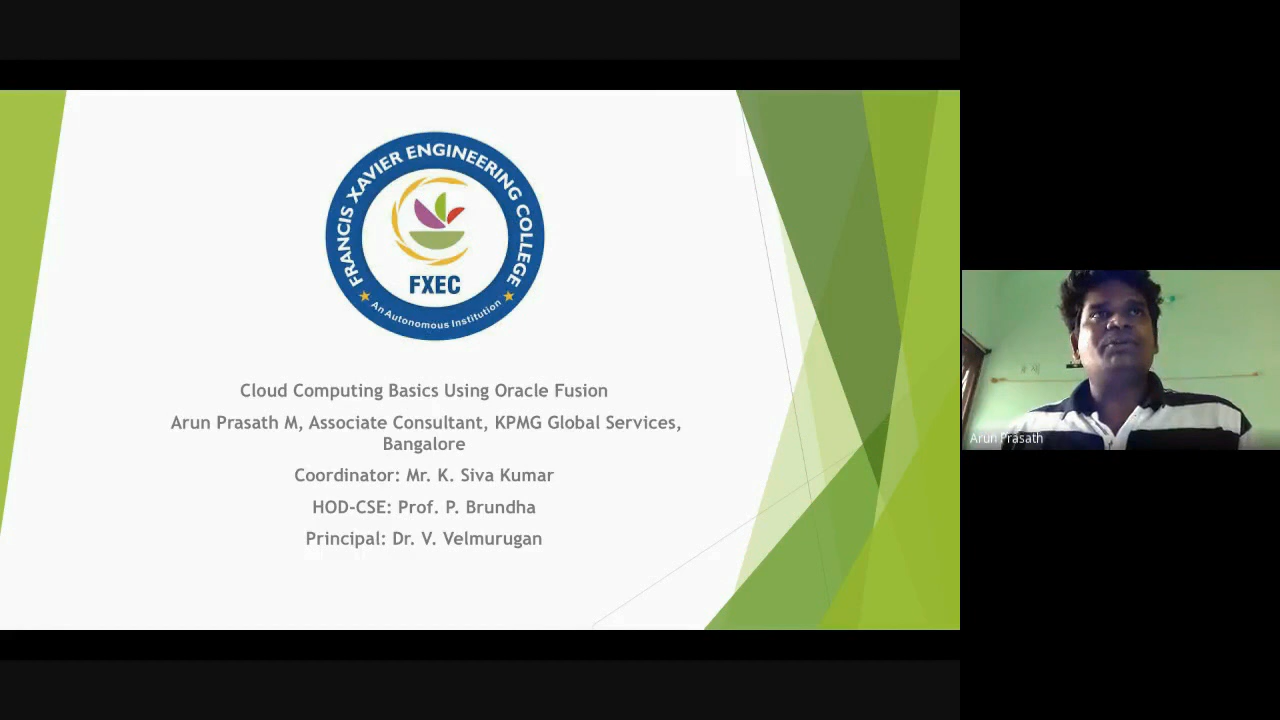 FRANCIS XAVIER ENGINEERING COLLEGE
FXEC
An Autonomous Institution
Cloud Computing Basics Using Oracle Fusion
Arun Prasath M, Associate Consultant, KPMG Global Services,
Bangalore
Coordinator: Mr. K. Siva Kumar
HOD-CSE: Prof. P. Brundha
Principal: Dr. V. Velmurugan
Arun Prasath